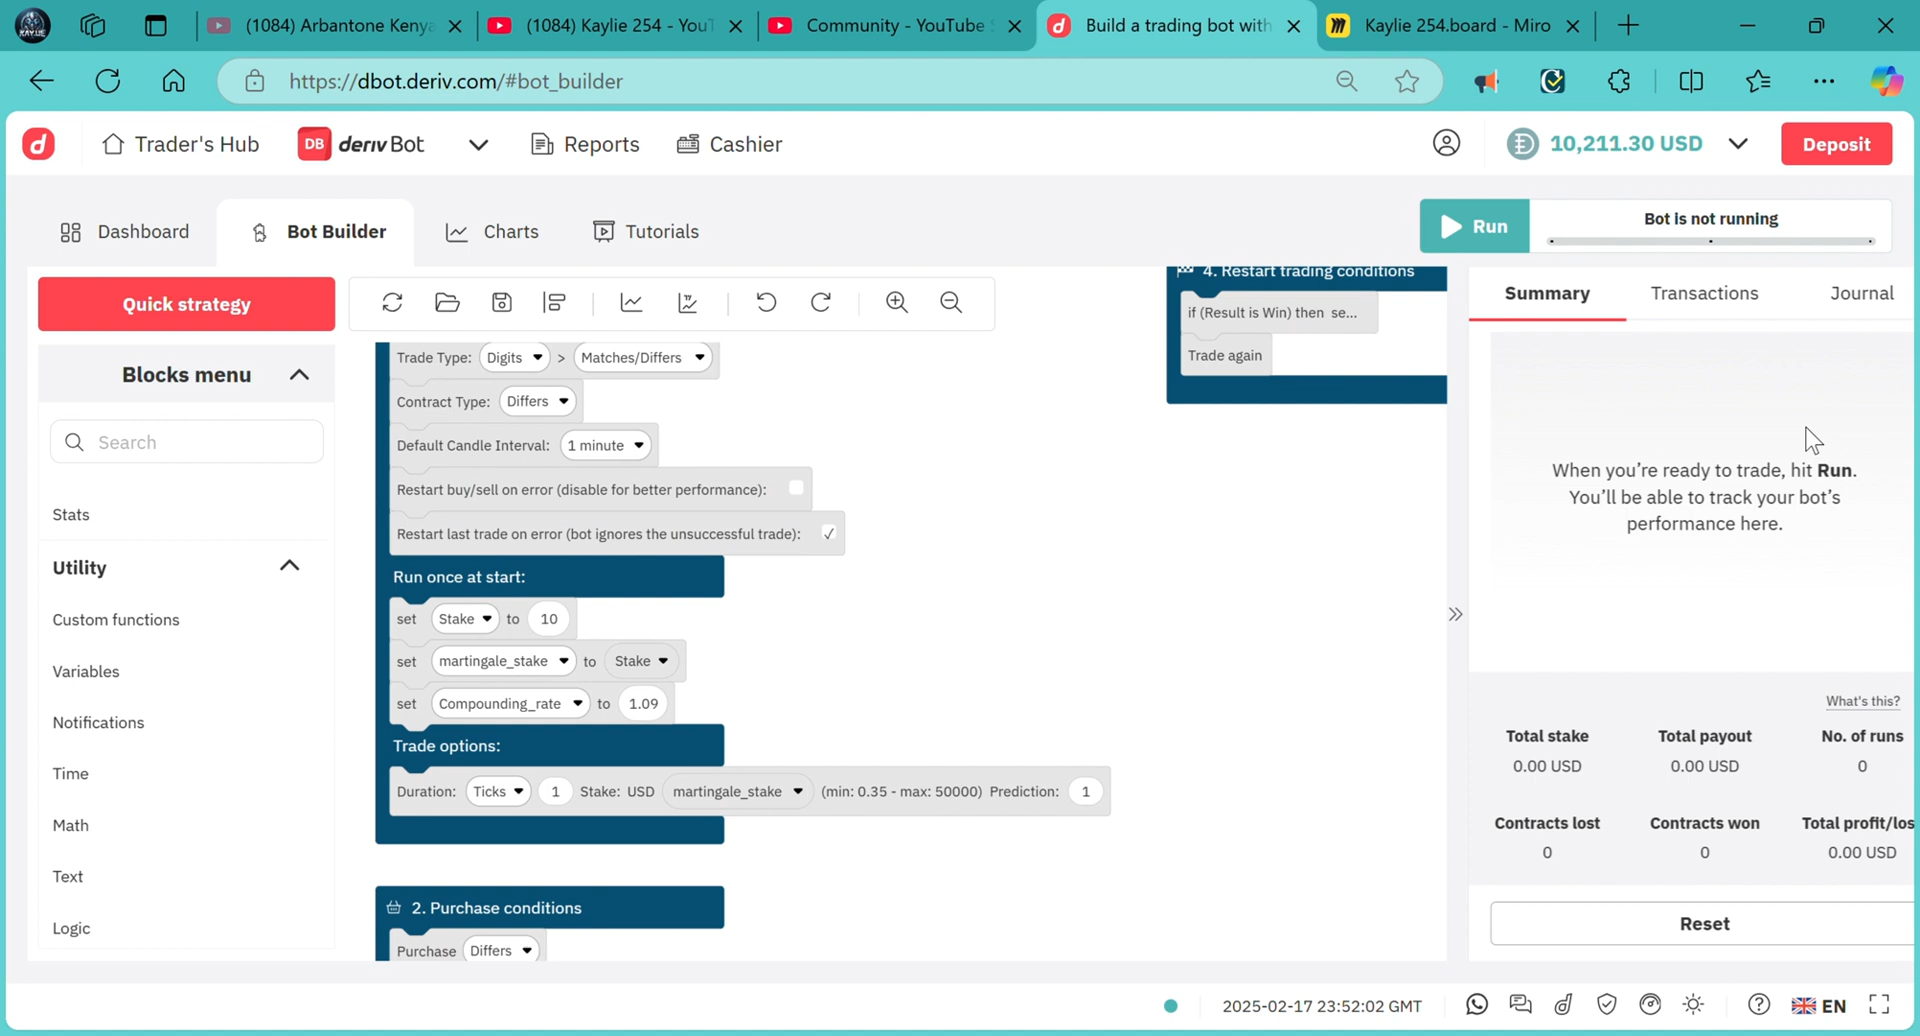 (1084) Arbantone Kenya
(1084) Kaylie 254 - YouT
Community - YouTube S
Build a trading bot with
Kaylie 254.board - Miro
https://dbot.deriv.com/#bot_builder
Trader's Hub
DB deriv Bot
Reports
Cashier
10,211.30 USD
Deposit
Dashboard
Bot Builder
Charts
Tutorials
Run
Bot is not running
Quick strategy
4. Restart trading conditions
if (Result is Win) then se...
Trade again
Summary
Transactions
Journal
Blocks menu
Search
Stats
Utility
Custom functions
Variables
Notifications
Time
Math
Text
Logic
Trade Type: Digits > Matches/Differs
Contract Type: Differs
Default Candle Interval: 1 minute
Restart buy/sell on error (disable for better performance):
Restart last trade on error (bot ignores the unsuccessful trade): ✓
Run once at start:
set Stake to 10
set martingale_stake to Stake
set Compounding_rate to 1.09
Trade options:
Duration: Ticks 1 Stake: USD martingale_stake (min: 0.35 - max: 50000) Prediction: 1
2. Purchase conditions
Purchase Differs
When you're ready to trade, hit Run.
You'll be able to track your bot's
performance here.
What's this?
Total stake
0.00 USD
Total payout
0.00 USD
No. of runs
0
Contracts lost
0
Contracts won
0
Total profit/los
0.00 USD
Reset
2025-02-17 23:52:02 GMT
EN